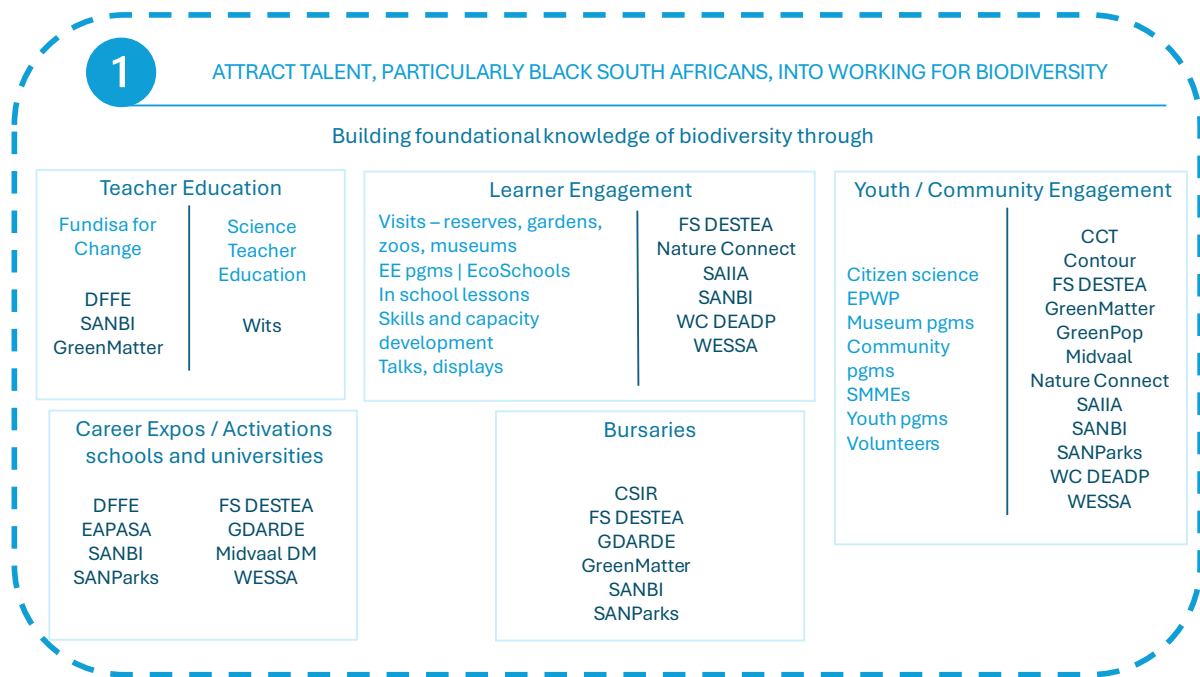 1
ATTRACT TALENT, PARTICULARLY BLACK SOUTH AFRICANS, INTO WORKING FOR BIODIVERSITY
Building foundational knowledge of biodiversity through
Teacher Education
Fundisa for
Change
DFFE
SANBI
GreenMatter
Science
Teacher
Education
Wits
Learner Engagement
Visits – reserves, gardens,
zoos, museums
EE pgms | EcoSchools
In school lessons
Skills and capacity
development
Talks, displays
FS DESTEA
Nature Connect
SAIIA
SANBI
WC DEADP
WESSA
Youth / Community Engagement
Citizen science
EPWP
Museum pgms
Community
pgms
SMMEs
Youth pgms
Volunteers
CCT
Contour
FS DESTEA
GreenMatter
GreenPop
Midvaal
Nature Connect
SAIIA
SANBI
SANParks
WC DEADP
WESSA
Career Expos / Activations
schools and universities
DFFE
EAPASA
SANBI
SANParks
FS DESTEA
GDARDE
Midvaal DM
WESSA
Bursaries
CSIR
FS DESTEA
GDARDE
GreenMatter
SANBI
SANParks